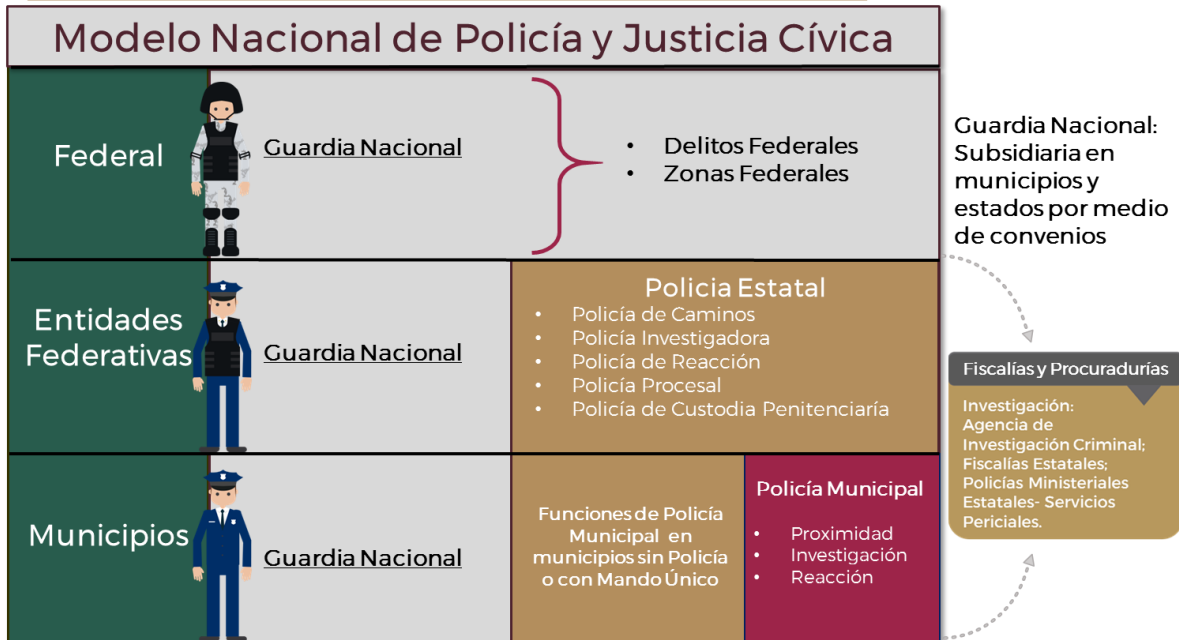 Modelo Nacional de Policía y Justicia Cívica
Federal
Guardia Nacional
• Delitos Federales
• Zonas Federales
Guardia Nacional:
Subsidiaria en
municipios y
estados por medio
de convenios
Entidades
Federativas
Guardia Nacional
Policia Estatal
• Policía de Caminos
• Policía Investigadora
• Policía de Reacción
• Policía Procesal
• Policía de Custodia Penitenciaría
Fiscalías y Procuradurías
Investigación:
Agencia de
Investigación Criminal;
Fiscalías Estatales;
Policías Ministeriales
Estatales- Servicios
Periciales.
Municipios
Guardia Nacional
Funciones de Policía
Municipal en
municipios sin Policía
o con Mando Único
Policía Municipal
• Proximidad
• Investigación
• Reacción